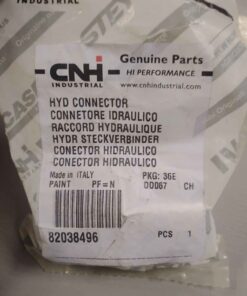 CNH
INDUSTRIAL
Genuine Parts
HI PERFORMANCE
www.cnhindustrial.com
HYD CONNECTOR
CONNETORE IDRAULICO
RACCORD HYDRAULIQUE
HYDR STECKVERBINDER
CONECTOR HIDRAULICO
CONECTOR HIDRAULICO
Made in ITALY PKG: 36E
PAINT PF=N D0067 CH
82038496 PCS 1